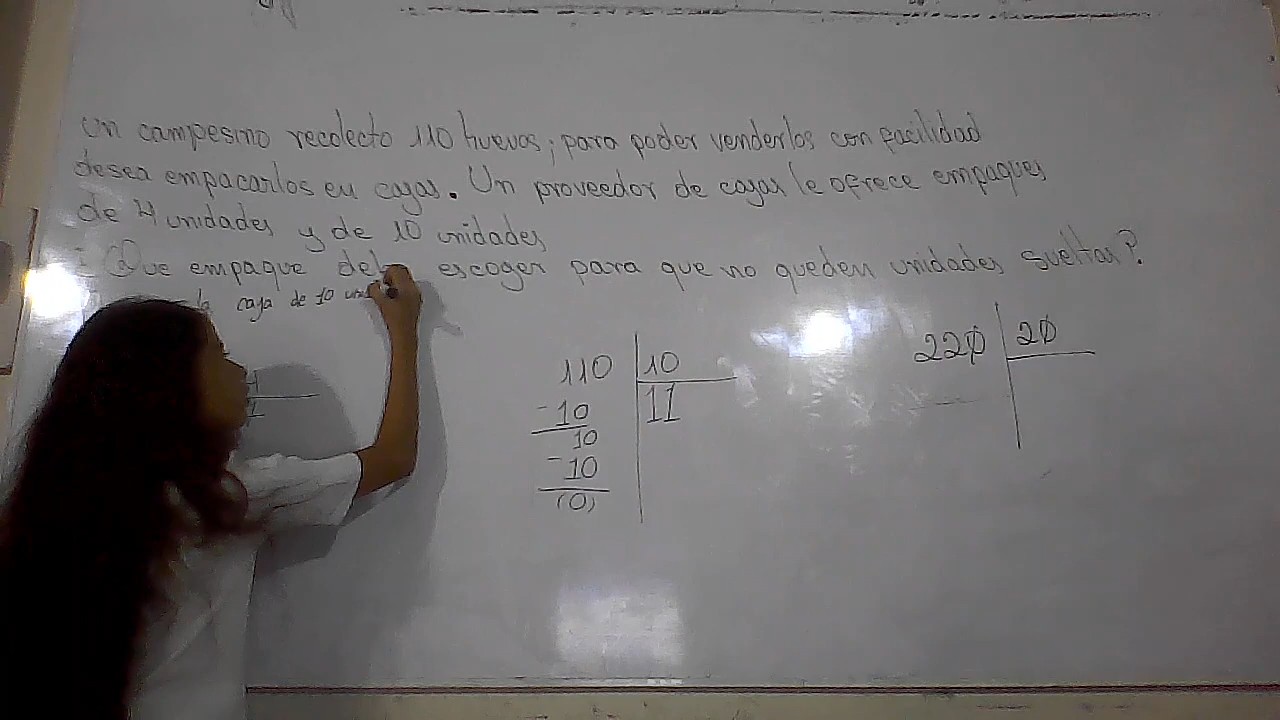 un campesino recolecto 110 huevos; para poder venderlos con facilidad
desea empacarlos en cajas. Un proveedor de cajas le ofrece empaques
de 4 unidades y de 10 unidades
- Que empaque escoger para que no queden unidades sueltas?
la caja de 10
110 10
-10 11
10
-10
(0)
220 20